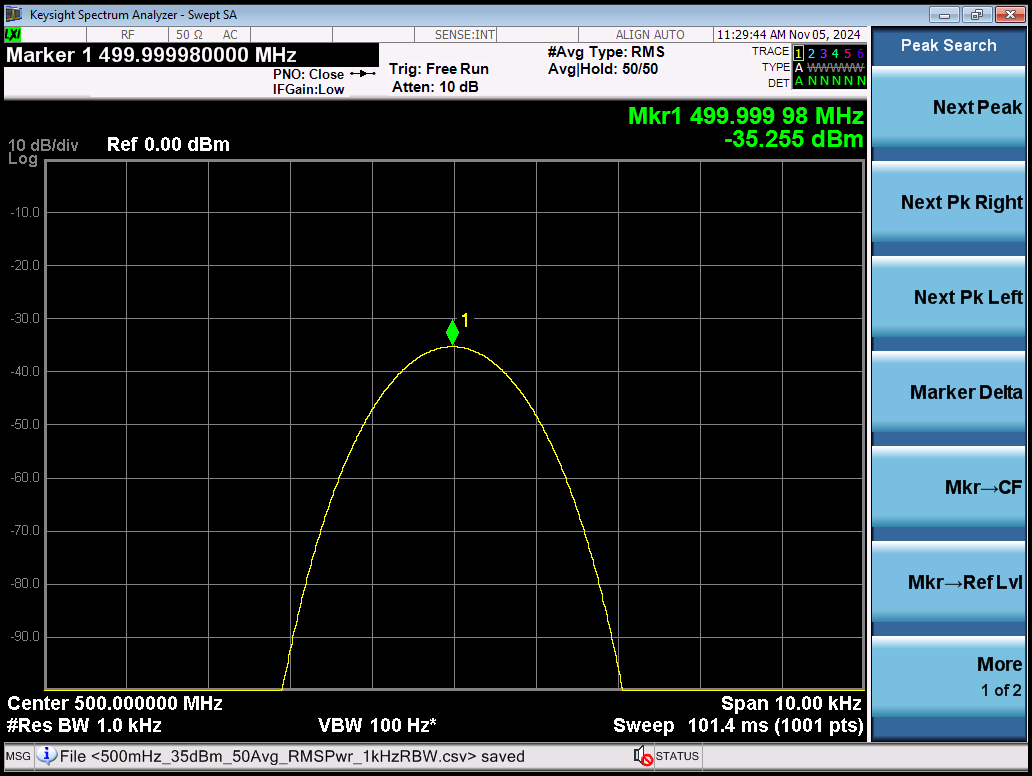 Keysight Spectrum Analyzer - Swept SA
LXI RF 50 Ω AC SENSE:INT ALIGN AUTO 11:29:44 AM Nov 05, 2024
Marker 1 499.999980000 MHz
PNO: Close
IFGain:Low
Trig: Free Run
Atten: 10 dB
#Avg Type: RMS
Avg|Hold: 50/50
TRACE 1 2 3 4 5 6
TYPE A W W W W W
DET A N N N N N
Mkr1 499.999 98 MHz
-35.255 dBm
10 dB/div
Log
Ref 0.00 dBm
-10.0
-20.0
-30.0
-40.0
-50.0
-60.0
-70.0
-80.0
-90.0
1
Center 500.000000 MHz
Span 10.00 kHz
#Res BW 1.0 kHz
VBW 100 Hz*
Sweep 101.4 ms (1001 pts)
MSG
File <500mHz_35dBm_50Avg_RMSPwr_1kHzRBW.csv> saved
STATUS
Peak Search
Next Peak
Next Pk Right
Next Pk Left
Marker Delta
Mkr→CF
Mkr→Ref Lvl
More
1 of 2